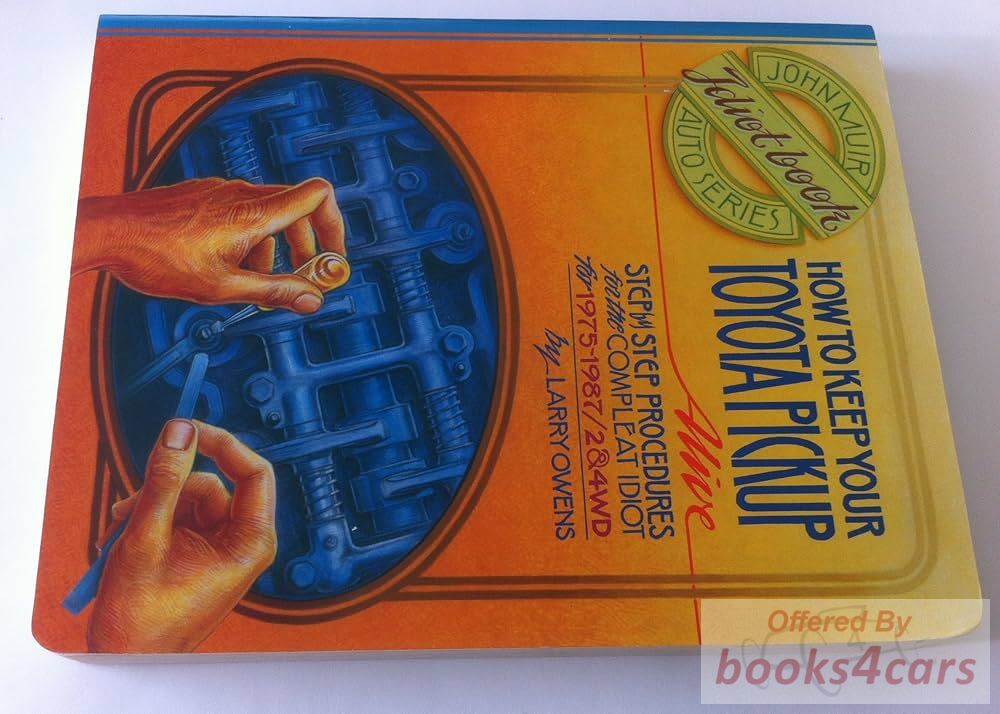 JOHN MUIR
Idiot book
AUTO SERIES
HOW TO KEEP YOUR
TOYOTA PICKUP
Alive
STEP by STEP PROCEDURES
for the COMPLEAT IDIOT
for 1975-1987/2&4WD
by LARRY OWENS
Offered By
books4cars